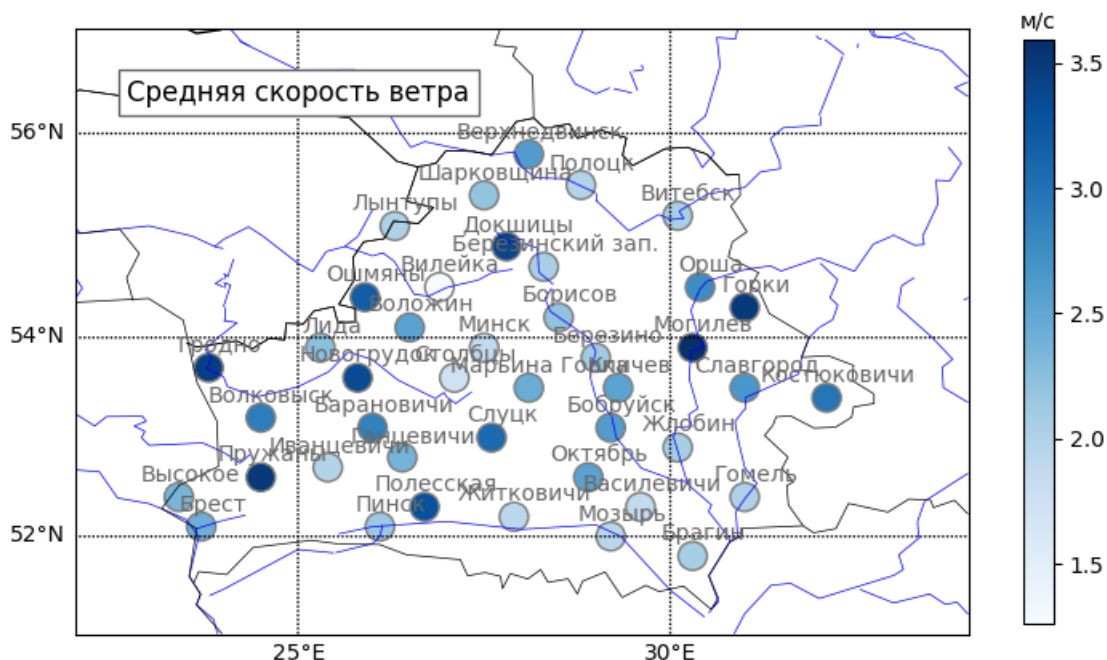 м/с
Средняя скорость ветра
3.5
56°N
Верхнедвинск
Полоцк
Шарковщина
Витебск
Лынтупы
3.0
Докшицы
Березинский зап.
Вилейка
Орша
Ошмяны
Горки
Борисов
Воложин
Могилев
Минск
Березино
Лида
54°N
2.5
Гродно
Новогрудок
Столбцы
Марьина Горка
Кличев
Славгород
Костюковичи
Волковыск
Барановичи
Слуцк
Бобруйск
Жлобин
Ганцевичи
Иванцевичи
2.0
Пружаны
Октябрь
Высокое
Полесская
Василевичи
Гомель
Житковичи
Брест
Пинск
Мозырь
52°N
Брагин
1.5
25°E
30°E